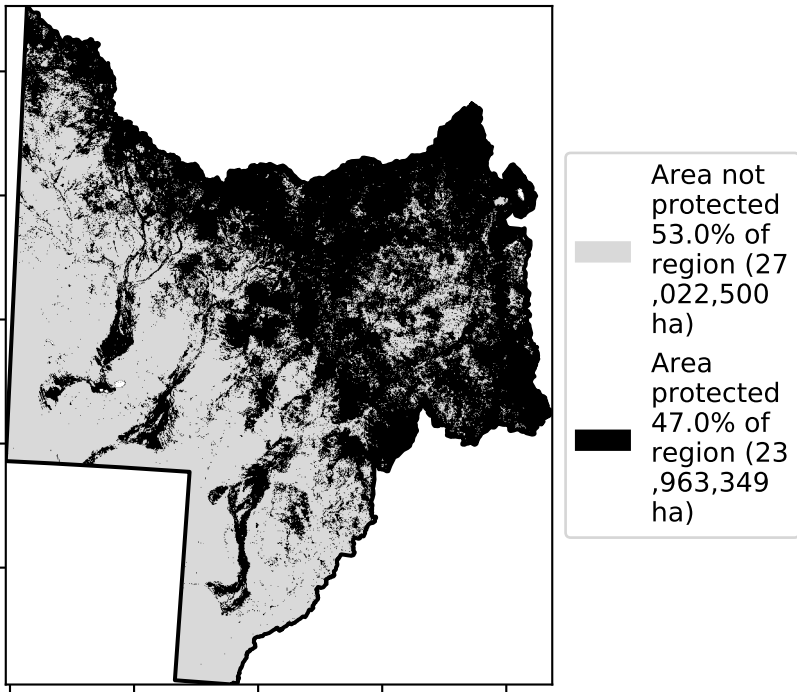 Area not
protected
53.0% of
region (27
,022,500
ha)
Area
protected
47.0% of
region (23
,963,349
ha)